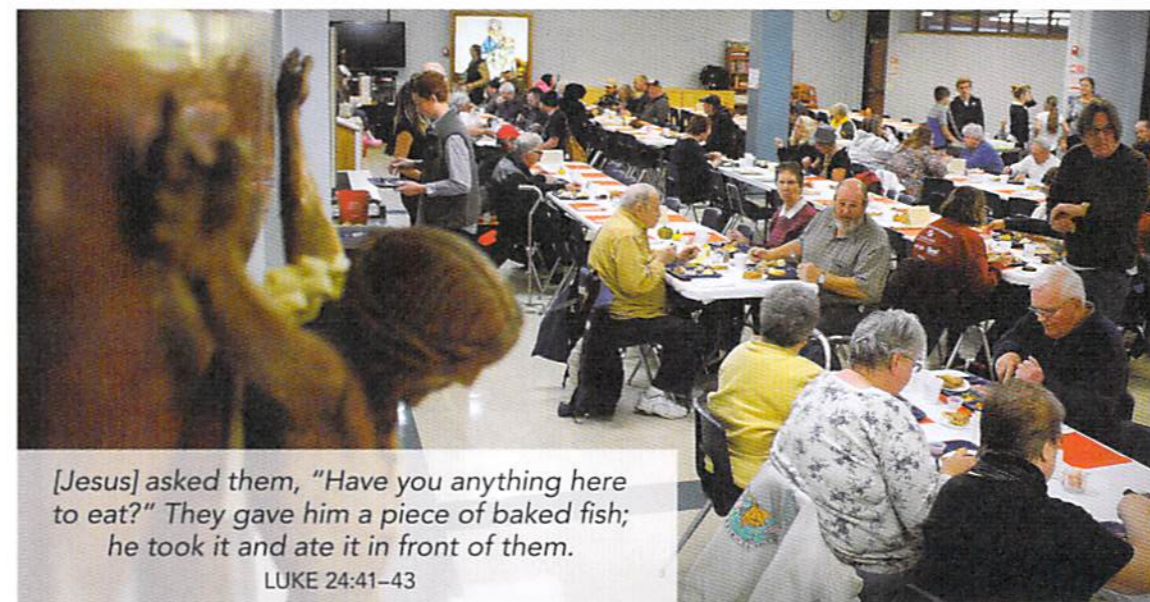 [Jesus] asked them, “Have you anything here
to eat?” They gave him a piece of baked fish;
he took it and ate it in front of them.
LUKE 24:41–43